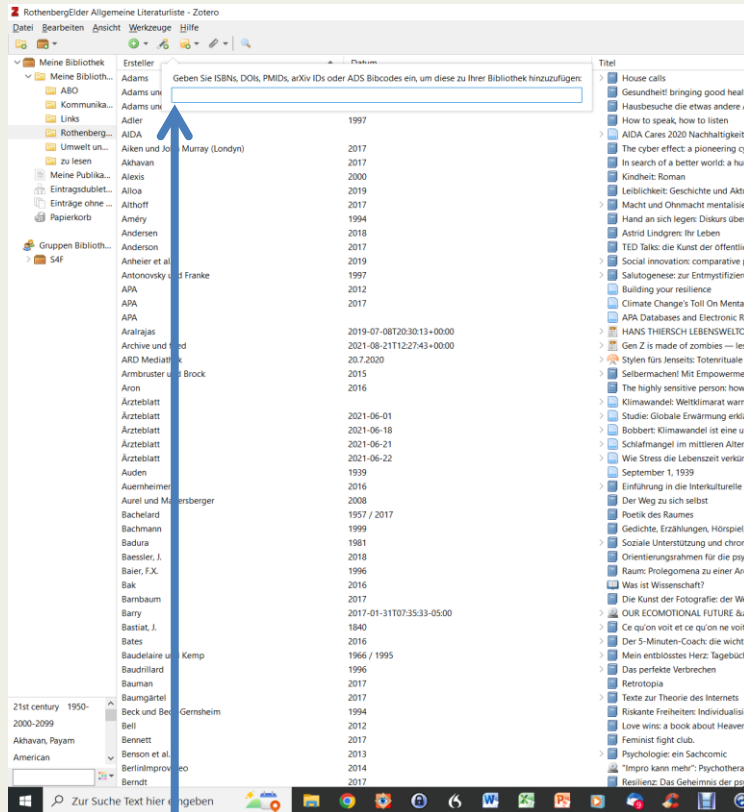 RothenbergElder Allgemeine Literaturliste - Zotero
Datei Bearbeiten Ansicht Werkzeuge Hilfe
Meine Bibliothek
Meine Biblioth...
ABO
Kommunika...
Links
Rothenberg...
Umwelt un...
zu lesen
Meine Publika...
Eintragsdublet...
Einträge ohne ...
Papierkorb
Gruppen Biblioth...
S4F
Ersteller Datum Titel
Geben Sie ISBNs, DOIs, PMIDs, arXiv IDs oder ADS Bibcodes ein, um diese zu Ihrer Bibliothek hinzuzufügen:
Adams House calls
Adams un Gesundheit! bringing good heal
Adams un Hausbesuche die etwas andere
Adler 1997 How to speak, how to listen
AIDA AIDA Cares 2020 Nachhaltigkeit
Aiken und John Murray (Londyn) 2017 The cyber effect: a pioneering cy
Akhavan 2017 In search of a better world: a hu
Alexis 2000 Kindheit: Roman
Alloa 2019 Leiblichkeit: Geschichte und Akt
Althoff 2017 Macht und Ohnmacht mentalisie
Améry 1994 Hand an sich legen: Diskurs übe
Andersen 2018 Astrid Lindgren: Ihr Leben
Anderson 2017 TED Talks: die Kunst der öffentli
Anheier et al. 2019 Social innovation: comparative
Antonovsky und Franke 1997 Salutogenese: zur Entmystifizier
APA 2012 Building your resilience
APA 2017 Climate Change's Toll On Menta
APA APA Databases and Electronic R
Aralrajas 2019-07-08T20:30:13+00:00 HANS THIERSCH LEBENSWELTO
Archive und ed 2021-08-21T12:27:43+00:00 Gen Z is made of zombies — les
ARD Mediath k 20.7.2020 Stylen fürs Jenseits: Totenrituale
Armbruster und Brock 2015 Selbermachen! Mit Empowerme
Aron 2016 The highly sensitive person: how
Ärzteblatt Klimawandel: Weltklimarat warn
Ärzteblatt 2021-06-01 Studie: Globale Erwärmung erkl
Ärzteblatt 2021-06-18 Bobbert: Klimawandel ist eine u
Ärzteblatt 2021-06-21 Schlafmangel im mittleren Alter
Ärzteblatt 2021-06-22 Wie Stress die Lebenszeit verkür
Auden 1939 September 1, 1939
Auernheimer 2016 Einführung in die Interkulturelle
Aurel und Ma ersberger 2008 Der Weg zu sich selbst
Bachelard 1957 / 2017 Poetik des Raumes
Bachmann 1999 Gedichte, Erzählungen, Hörspiel
Badura 1981 Soziale Unterstützung und chron
Baessler, J. 2018 Orientierungsrahmen für die psy
Baier, F.X. 1996 Raum: Prolegomena zu einer Ar
Bak 2016 Was ist Wissenschaft?
Barnbaum 2017 Die Kunst der Fotografie: der We
Barry 2017-01-31T07:35:33-05:00 OUR ECOMOTIONAL FUTURE &a
Bastiat, J. 1840 Ce qu'on voit et ce qu'on ne voit
Bates 2016 Der 5-Minuten-Coach: die wicht
Baudelaire und Kemp 1966 / 1995 Mein entblösstes Herz: Tagebüch
Baudrillard 1996 Das perfekte Verbrechen
Bauman 2017 Retrotopia
Baumgärtel 2017 Texte zur Theorie des Internets
Beck und Beck-Gernsheim 1994 Riskante Freiheiten: Individualisi
Bell 2012 Love wins: a book about Heaven
Bennett 2017 Feminist fight club.
Benson et al. 2013 Psychologie: ein Sachcomic
BerlinImprov eo 2014 "Impro kann mehr": Psychothera
Berndt 2017 Resilienz: Das Geheimnis der psy
21st century 1950-
2000-2099
Akhavan, Payam
American
Zur Suche Text hier eingeben